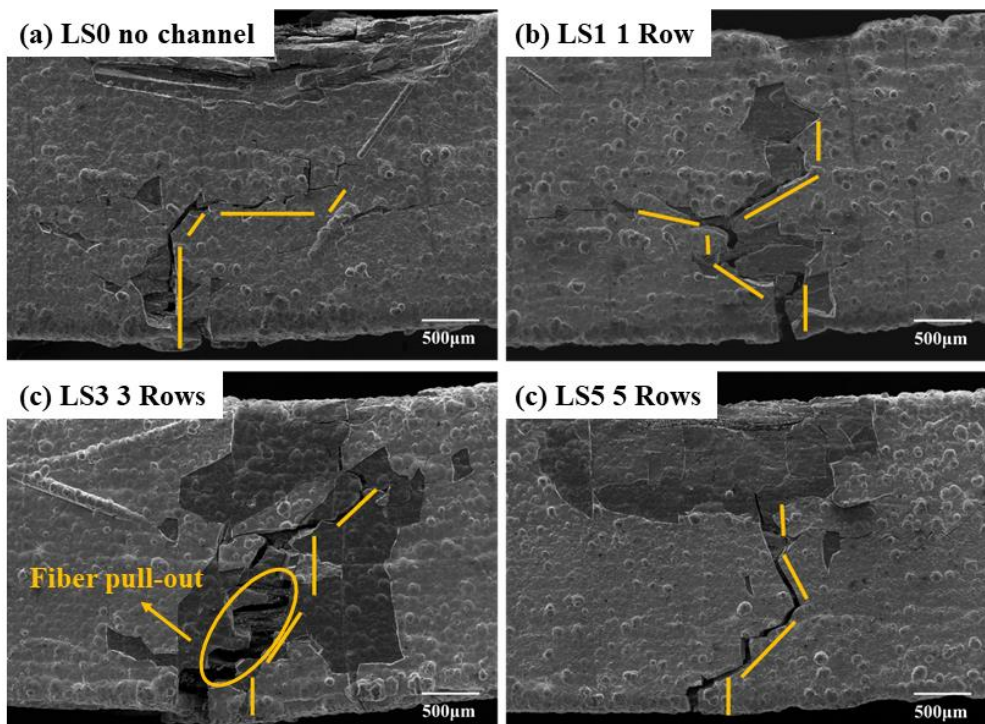 (a) LS0 no channel
500μm
(b) LS1 1 Row
500μm
(c) LS3 3 Rows
Fiber pull-out
500μm
(c) LS5 5 Rows
500μm